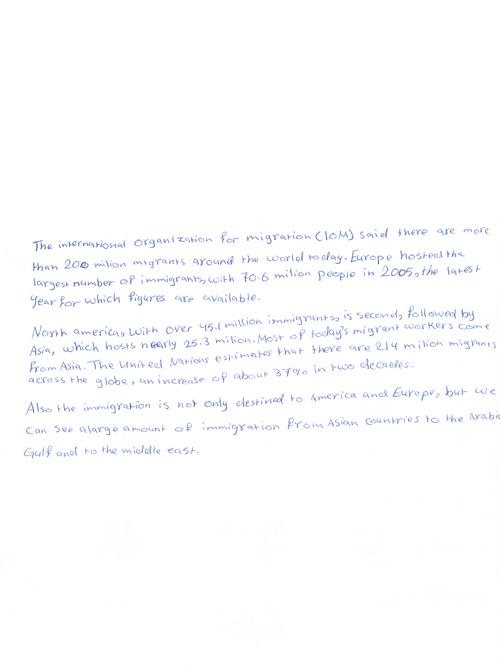 The international Organization for migration (IOM) said there are more
than 200 milion migrants around the world today. Europe hosted the
largest number of immigrants, with 70.6 milion people in 2005, the latest
Year for which figures are available.
North america, with over 45.1 million immigrants, is second, followed by
Asia, which hosts nearly 25.3 milion. Most of today's migrant workers come
from Asia. The United Nations estimates that there are 214 milion migrants
across the globe, an increase of about 37% in two decades.
Also the immigration is not only destined to America and Europe, but we
can see a large amount of immigration from Asian Countries to the Arabis
Gulf and to the middle east.